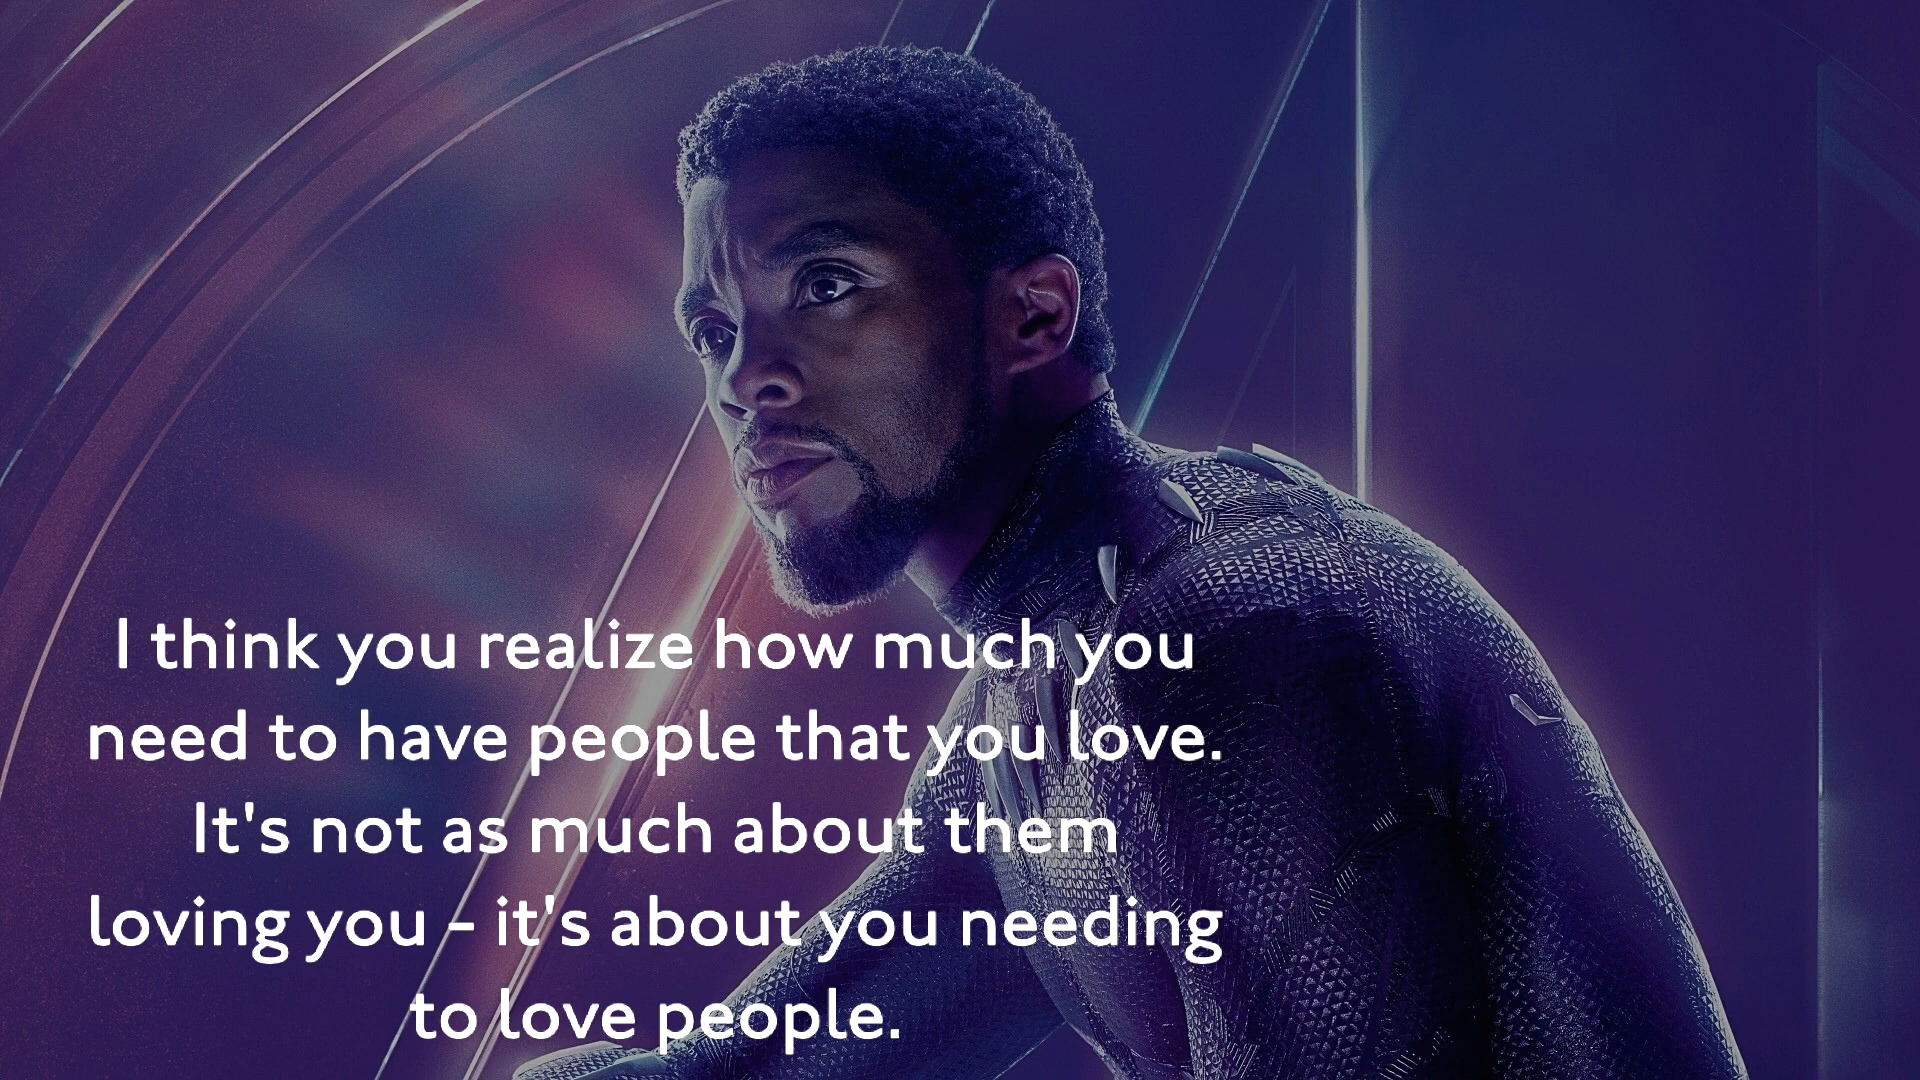 I think you realize how much you
need to have people that you love.
It's not as much about them
loving you - it's about you needing
to love people.